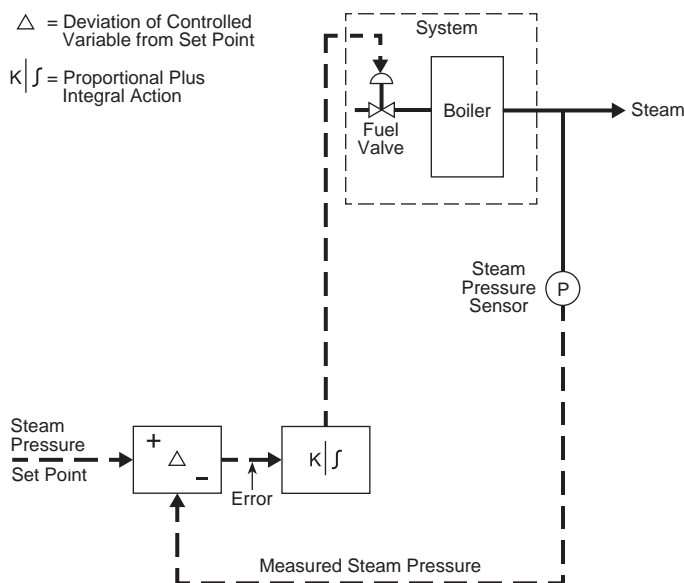 △ = Deviation of Controlled
Variable from Set Point
K|∫ = Proportional Plus
Integral Action
System
Boiler
Steam
Fuel
Valve
Steam
Pressure
Sensor
P
Steam
Pressure
Set Point
+
△
−
Error
K|∫
Measured Steam Pressure